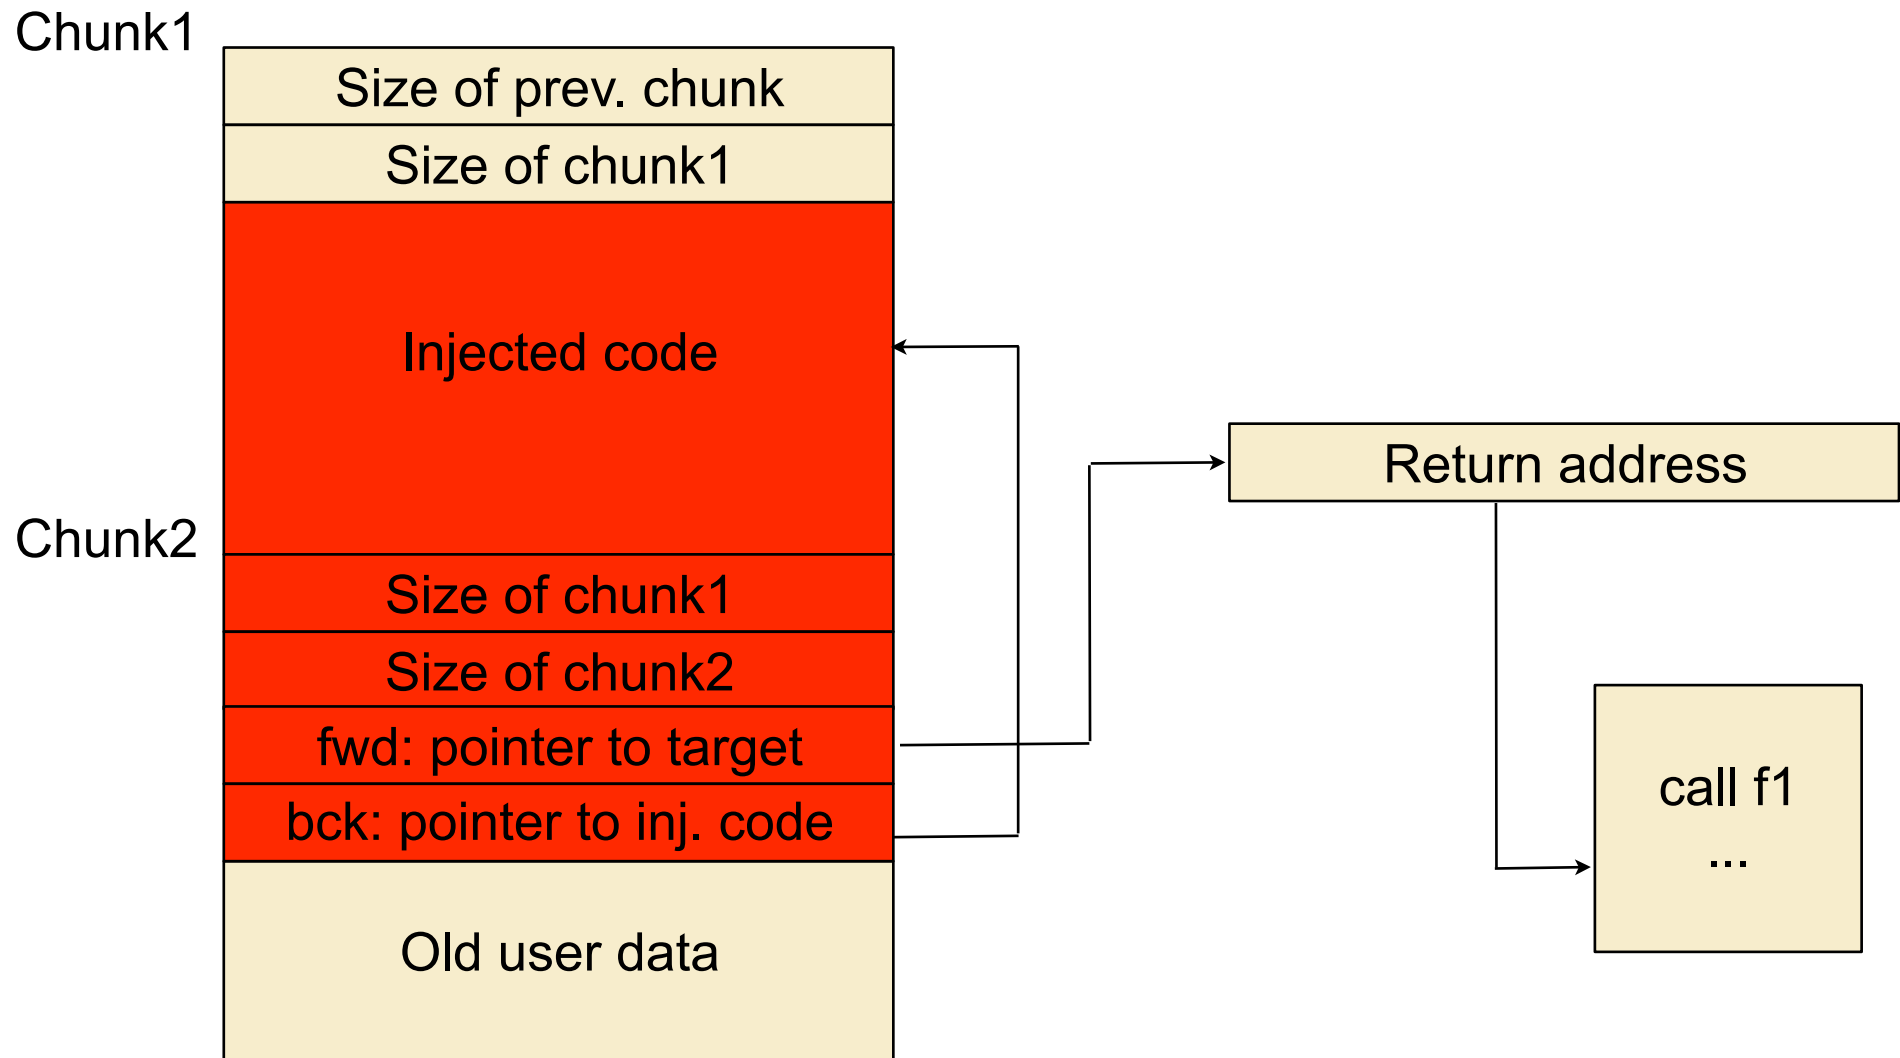 Chunk1
Size of prev. chunk
Size of chunk1
Injected code
Return address
Chunk2
Size of chunk1
Size of chunk2
fwd: pointer to target
call f1
bck: pointer to inj. code
...
Old user data